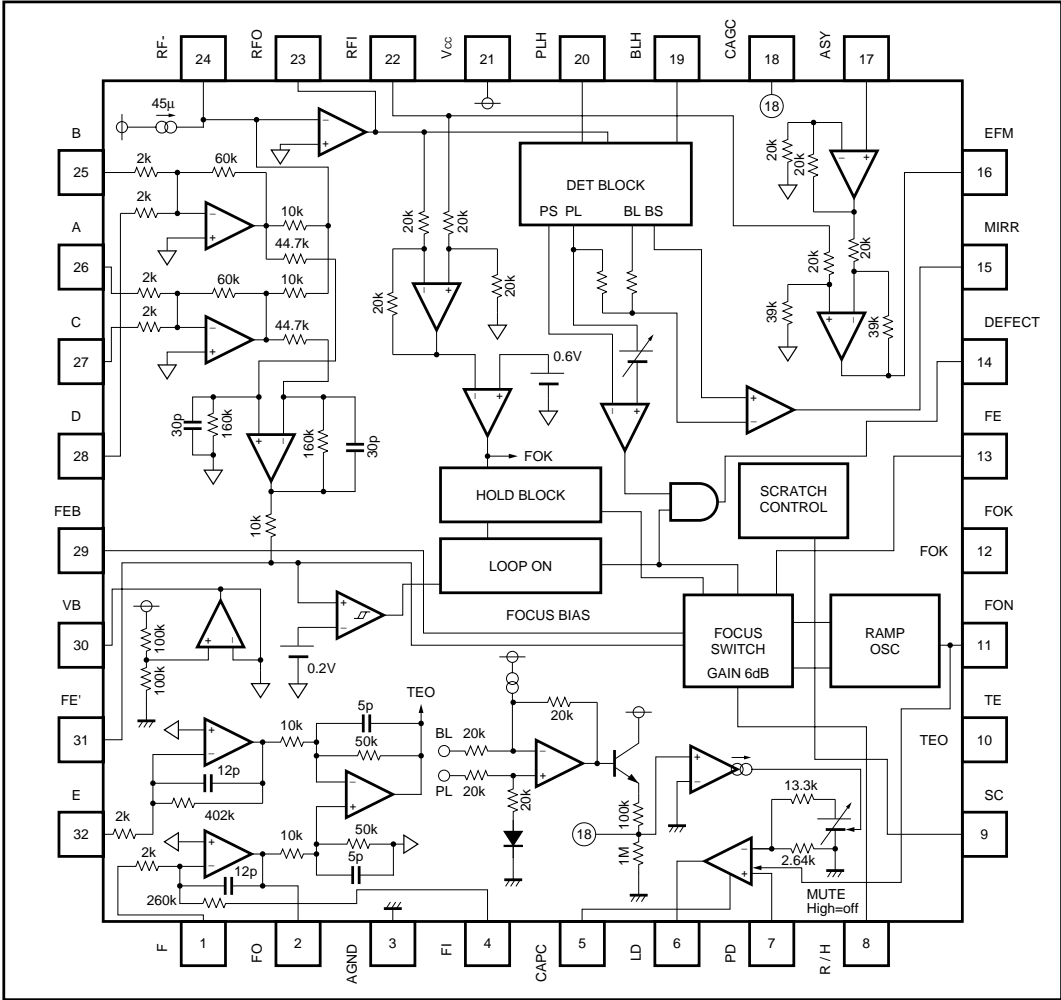 RF- RFO RFI Vcc PLH BLH CAGC ASY
24 23 22 21 20 19 18 17
45µ
18
B
25
2k
60k
2k
10k
44.7k
A
26
2k
60k
10k
2k
44.7k
C
27
D
28
30p
160k
160k
30p
10k
20k
20k
20k
20k
DET BLOCK
PS PL BL BS
0.6V
20k
20k
20k
20k
39k
39k
EFM
16
MIRR
15
DEFECT
14
FE
13
FOK
12
FOK
FON
11
TE
10
TEO
SC
9
FOK
HOLD BLOCK
LOOP ON
SCRATCH
CONTROL
FEB
29
VB
30
100k
100k
0.2V
FOCUS BIAS
FOCUS
SWITCH
GAIN 6dB
RAMP
OSC
FE'
31
E
32
2k
12p
402k
10k
5p
50k
TEO
2k
12p
260k
10k
50k
5p
BL 20k
PL 20k
20k
20k
18
100k
1M
13.3k
2.64k
MUTE
High=off
1 2 3 4 5 6 7 8
F FO AGND FI CAPC LD PD R / H